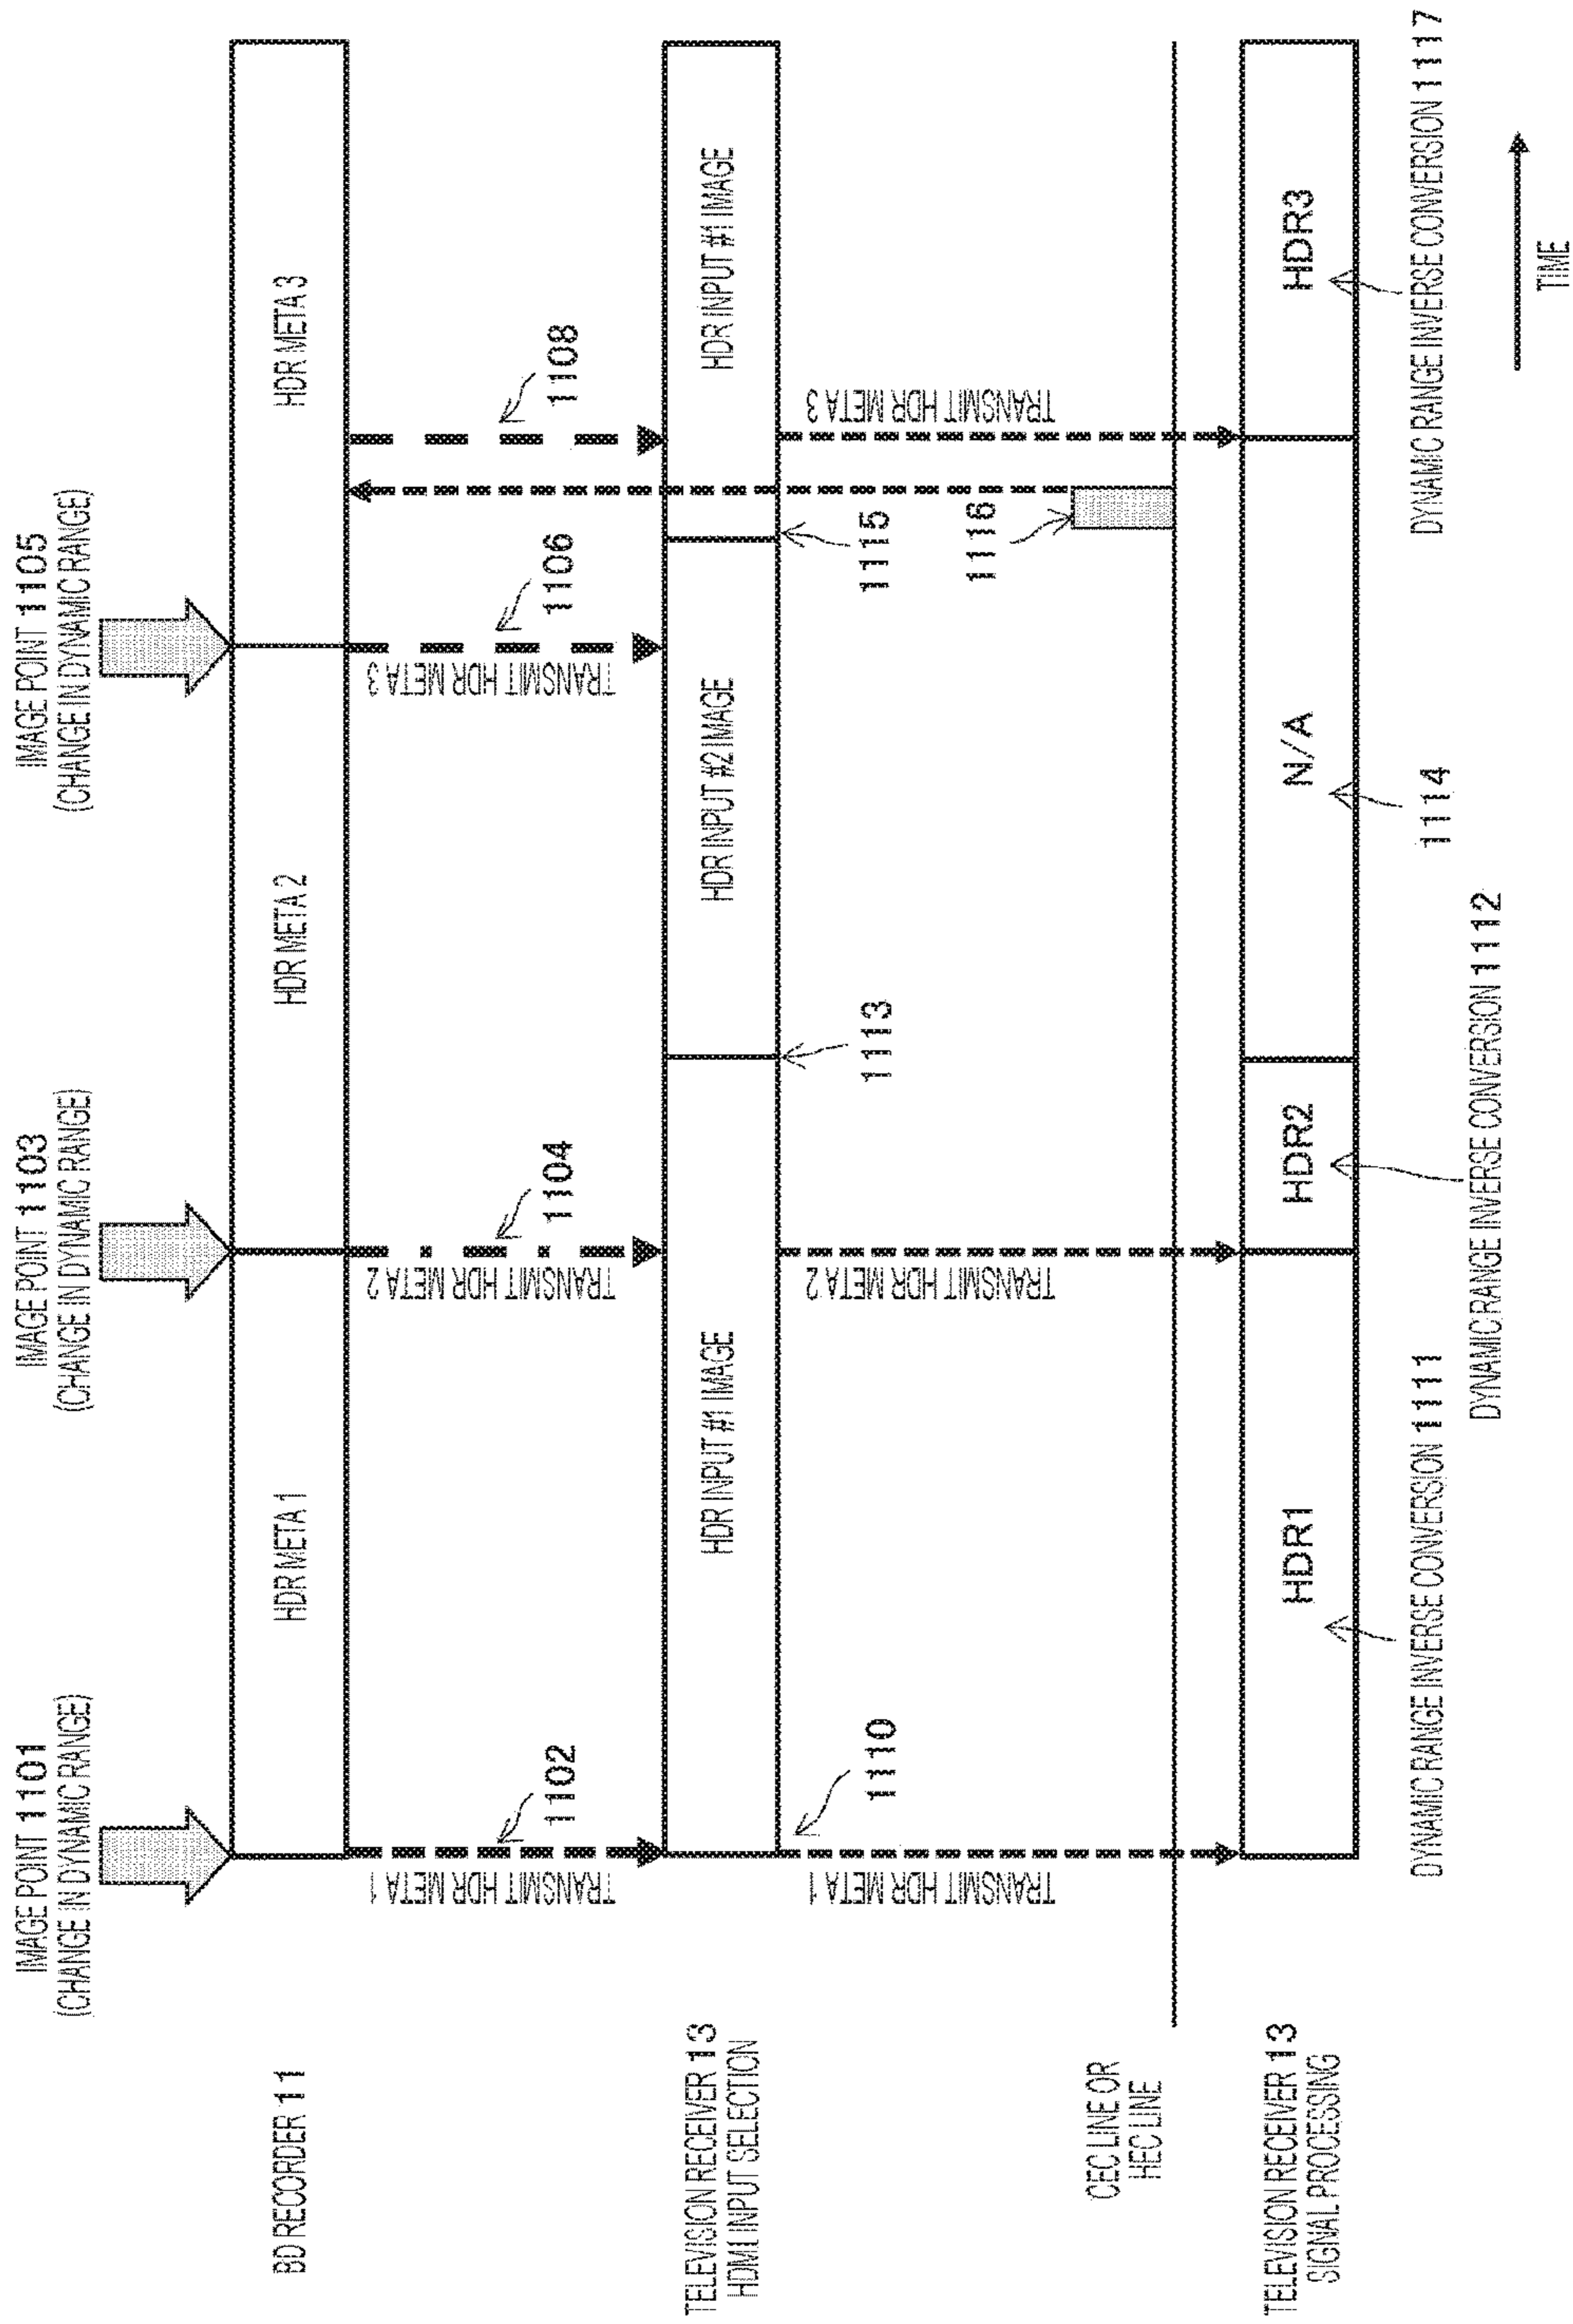 IMAGE POINT 1101
(CHANGE IN DYNAMIC RANGE)
IMAGE POINT 1103
(CHANGE IN DYNAMIC RANGE)
IMAGE POINT 1105
(CHANGE IN DYNAMIC RANGE)
BD RECORDER 11
HDR META 1
HDR META 2
HDR META 3
TRANSMIT HDR META 1
1102
TRANSMIT HDR META 2
1104
TRANSMIT HDR META 3
1106
1108
TELEVISION RECEIVER 13
HDMI INPUT SELECTION
HDR INPUT #1 IMAGE
HDR INPUT #2 IMAGE
HDR INPUT #1 IMAGE
TRANSMIT HDR META 1
1110
TRANSMIT HDR META 2
1113
1115
1116
TRANSMIT HDR META 3
CEC LINE OR
HEC LINE
TELEVISION RECEIVER 13
SIGNAL PROCESSING
HDR1
HDR2
N/A
HDR3
DYNAMIC RANGE INVERSE CONVERSION 1111
DYNAMIC RANGE INVERSE CONVERSION 1112
1114
DYNAMIC RANGE INVERSE CONVERSION 1117
TIME